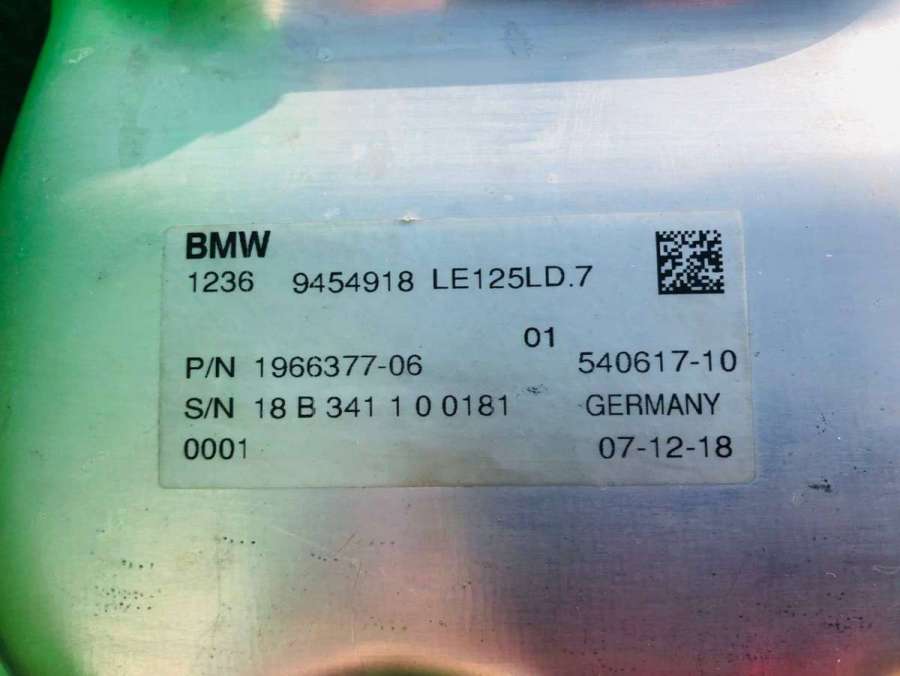 BMW
1236 9454918 LE125LD.7
01
P/N 1966377-06 540617-10
S/N 18 B 341 1 0 0181 GERMANY
0001 07-12-18